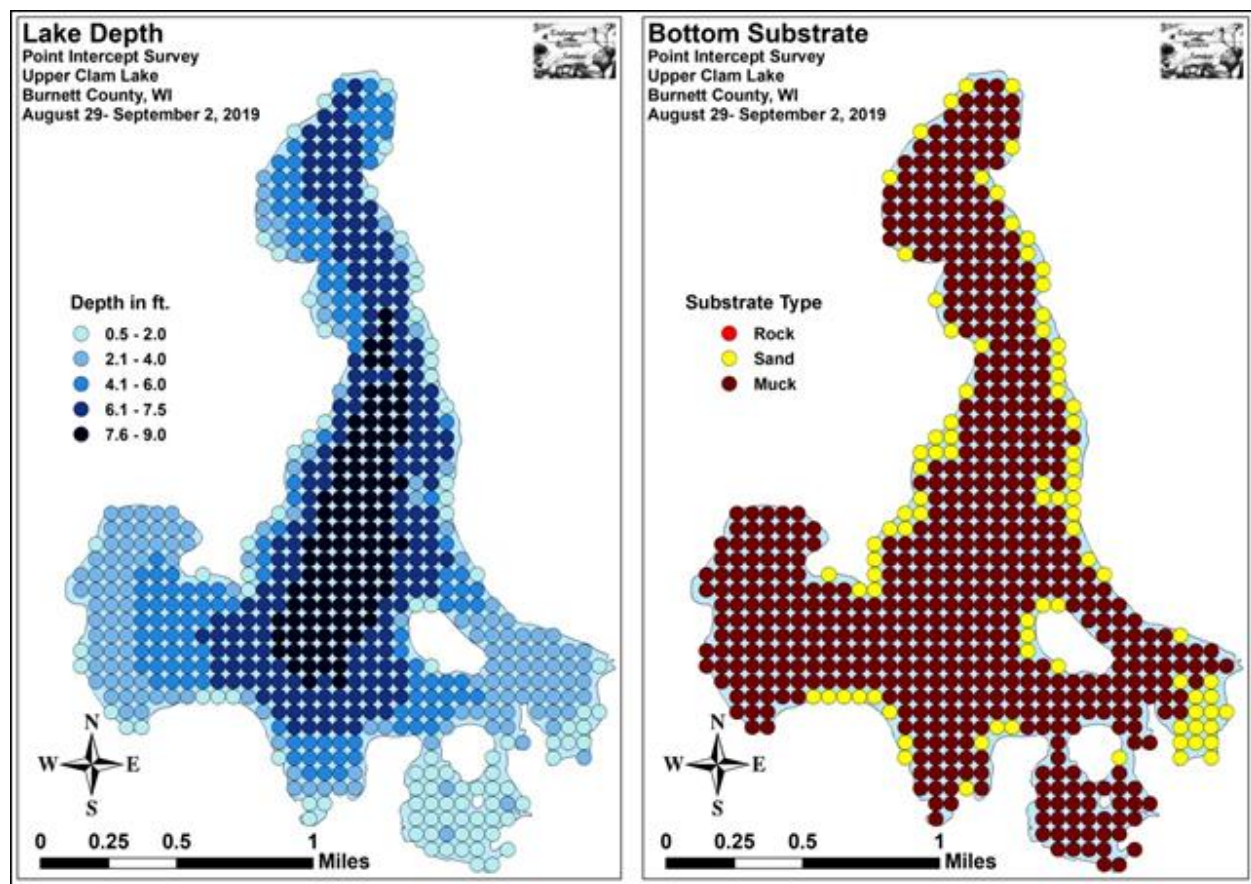 Lake Depth
Point Intercept Survey
Upper Clam Lake
Burnett County, WI
August 29- September 2, 2019
Depth in ft.
0.5 - 2.0
2.1 - 4.0
4.1 - 6.0
6.1 - 7.5
7.6 - 9.0
N
W E
S
0 0.25 0.5 1
Miles
Bottom Substrate
Point Intercept Survey
Upper Clam Lake
Burnett County, WI
August 29- September 2, 2019
Substrate Type
Rock
Sand
Muck
N
W E
S
0 0.25 0.5 1
Miles